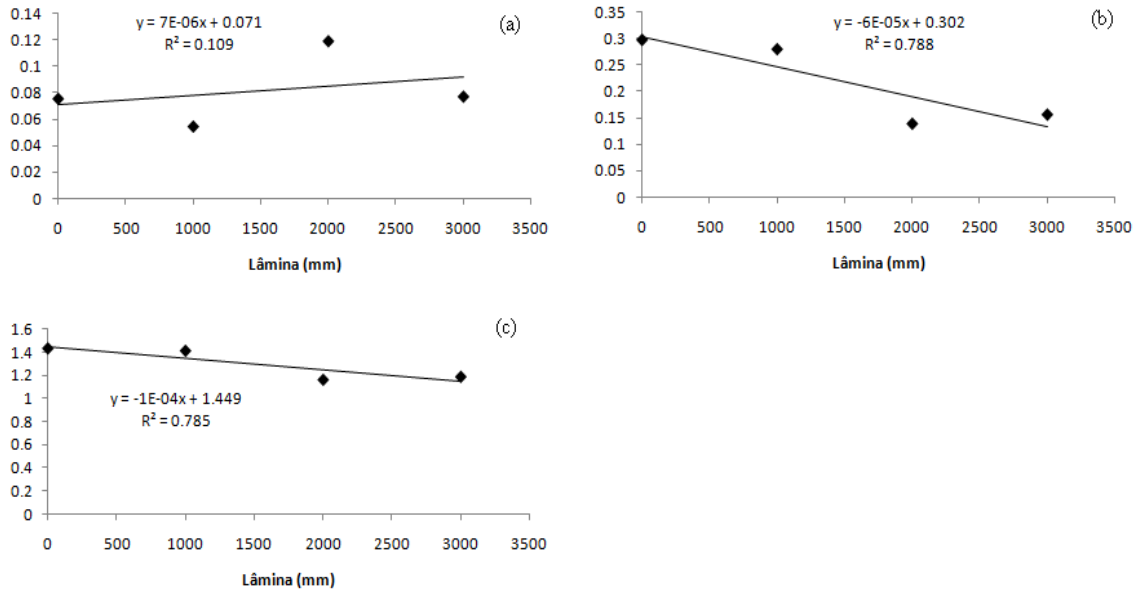 (a)
y = 7E-06x + 0.071
R² = 0.109
0.14
0.12
0.1
0.08
0.06
0.04
0.02
0
0 500 1000 1500 2000 2500 3000 3500
Lâmina (mm)
(b)
y = -6E-05x + 0.302
R² = 0.788
0.35
0.3
0.25
0.2
0.15
0.1
0.05
0
0 500 1000 1500 2000 2500 3000 3500
Lâmina (mm)
(c)
1.6
1.4
1.2
1
0.8
0.6
0.4
0.2
0
y = -1E-04x + 1.449
R² = 0.785
0 500 1000 1500 2000 2500 3000 3500
Lâmina (mm)